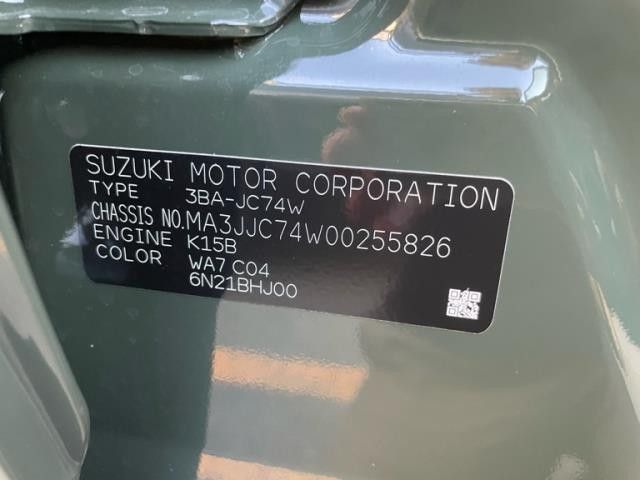 SUZUKI MOTOR CORPORATION
TYPE 3BA-JC74W
CHASSIS NO.MA3JJC74W00255826
ENGINE K15B
COLOR WA7 C04
6N21BHJ00